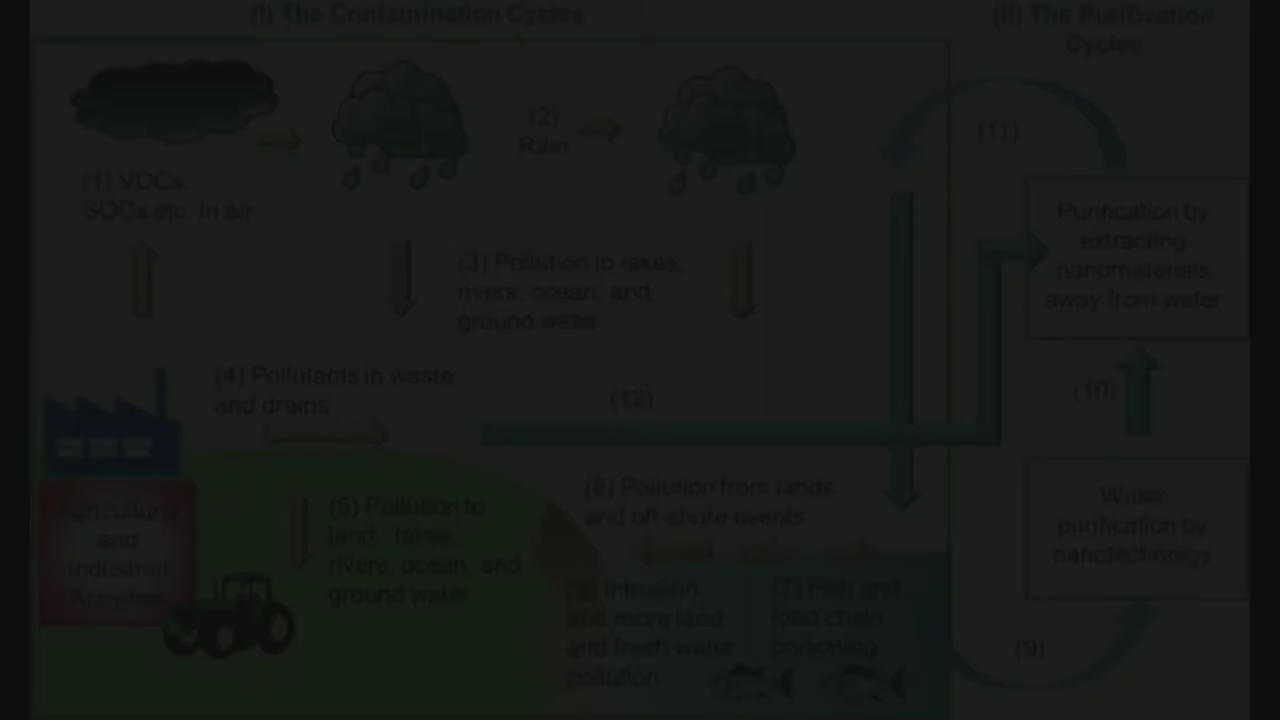 (I) The Contamination Cycles
(II) The Purification
Cycles
(1) VOCs,
SOCs etc. in air
(2)
Rain
(3) Pollution to lakes,
rivers, ocean, and,
ground water
(4) Pollutants in waste
and drains
(12)
(11)
Purification by
extracting
nanomaterials
away from water
(10)
Water
purification by
nanotechnology
(9)
Agricultural
and
industrial
Activities
(5) Pollution to
land, lakes,
rivers, ocean, and
ground water
(6) Pollution from lands
and off-shore events
(8) Intrusion,
and more land
and fresh water
pollution
(7) Fish and
food chain
poisoning